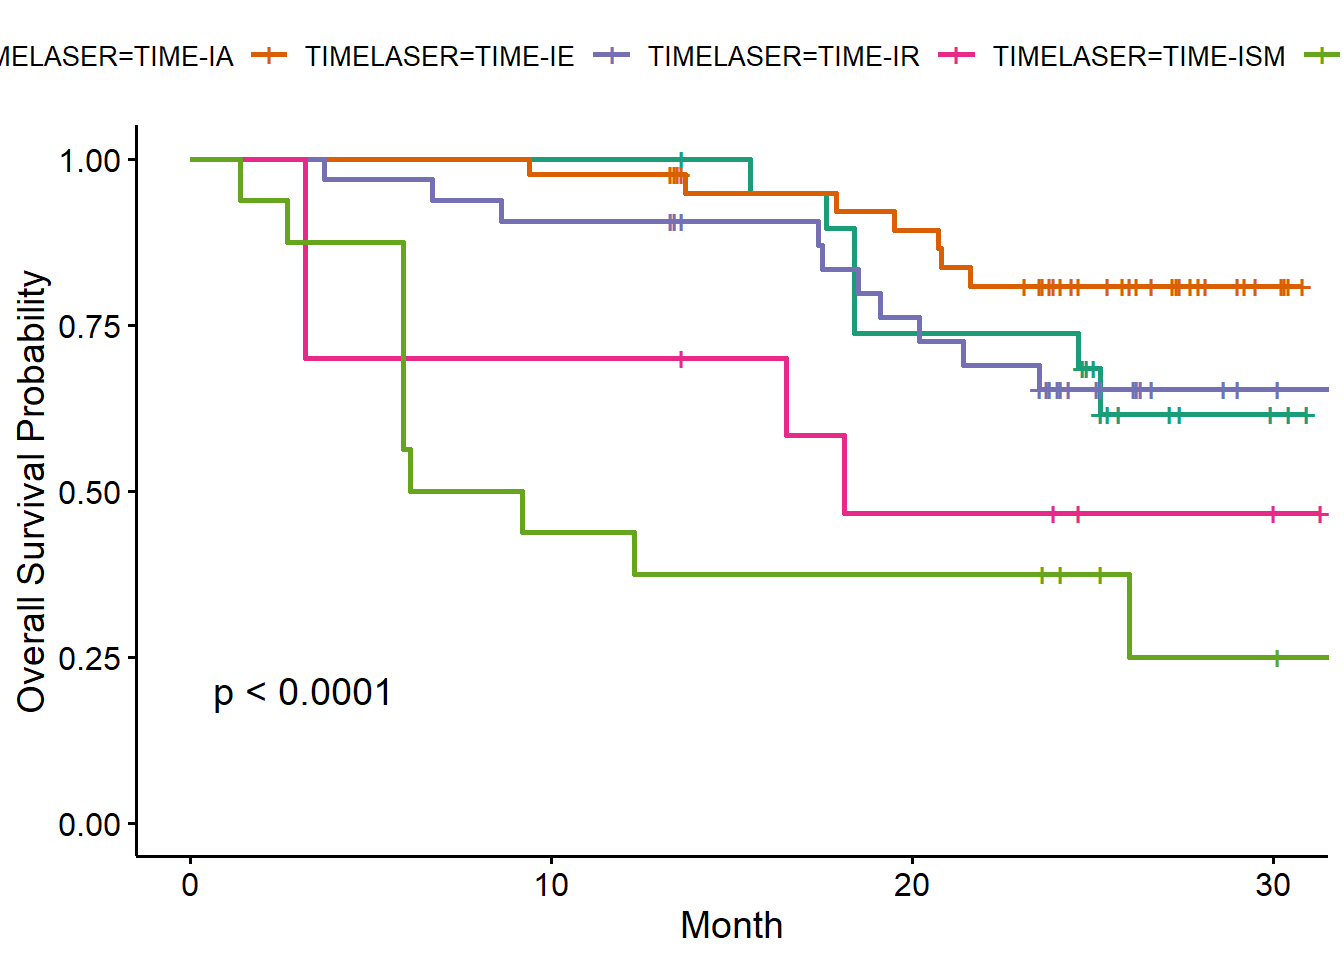 MELASER=TIME-IA TIMELASER=TIME-IE TIMELASER=TIME-IR TIMELASER=TIME-ISM
Overall Survival Probability
1.00
0.75
0.50
0.25
0.00
p < 0.0001
0 10 20 30
Month